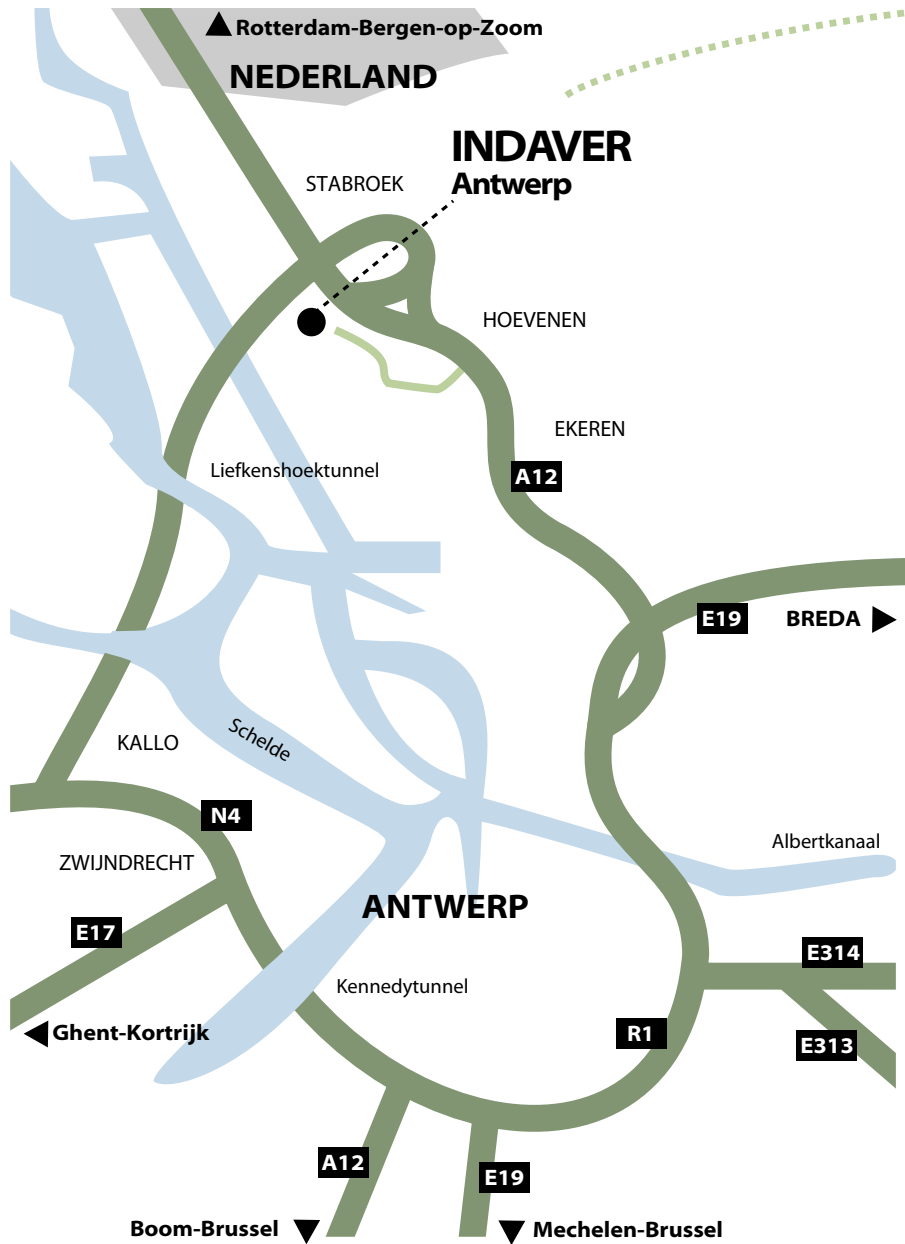 Rotterdam-Bergen-op-Zoom
NEDERLAND
INDAVER
Antwerp
STABROEK
HOEVENEN
EKEREN
Liefkenshoektunnel
A12
E19
BREDA
KALLO
Schelde
N4
Albertkanaal
ZWIJNDRECHT
ANTWERP
E17
E314
Kennedytunnel
Ghent-Kortrijk
R1
E313
A12
E19
Boom-Brussel
Mechelen-Brussel